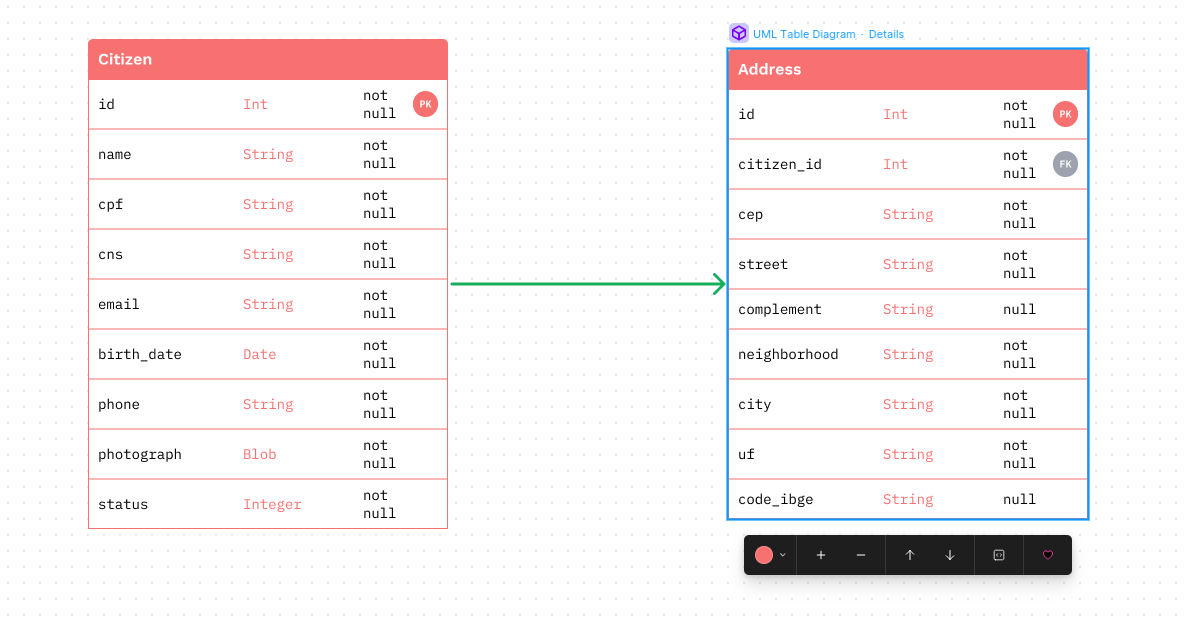 UML Table Diagram · Details
Citizen
id Int not null PK
name String not null
cpf String not null
cns String not null
email String not null
birth_date Date not null
phone String not null
photograph Blob not null
status Integer not null
Address
id Int not null PK
citizen_id Int not null FK
cep String not null
street String not null
complement String null
neighborhood String not null
city String not null
uf String not null
code_ibge String null